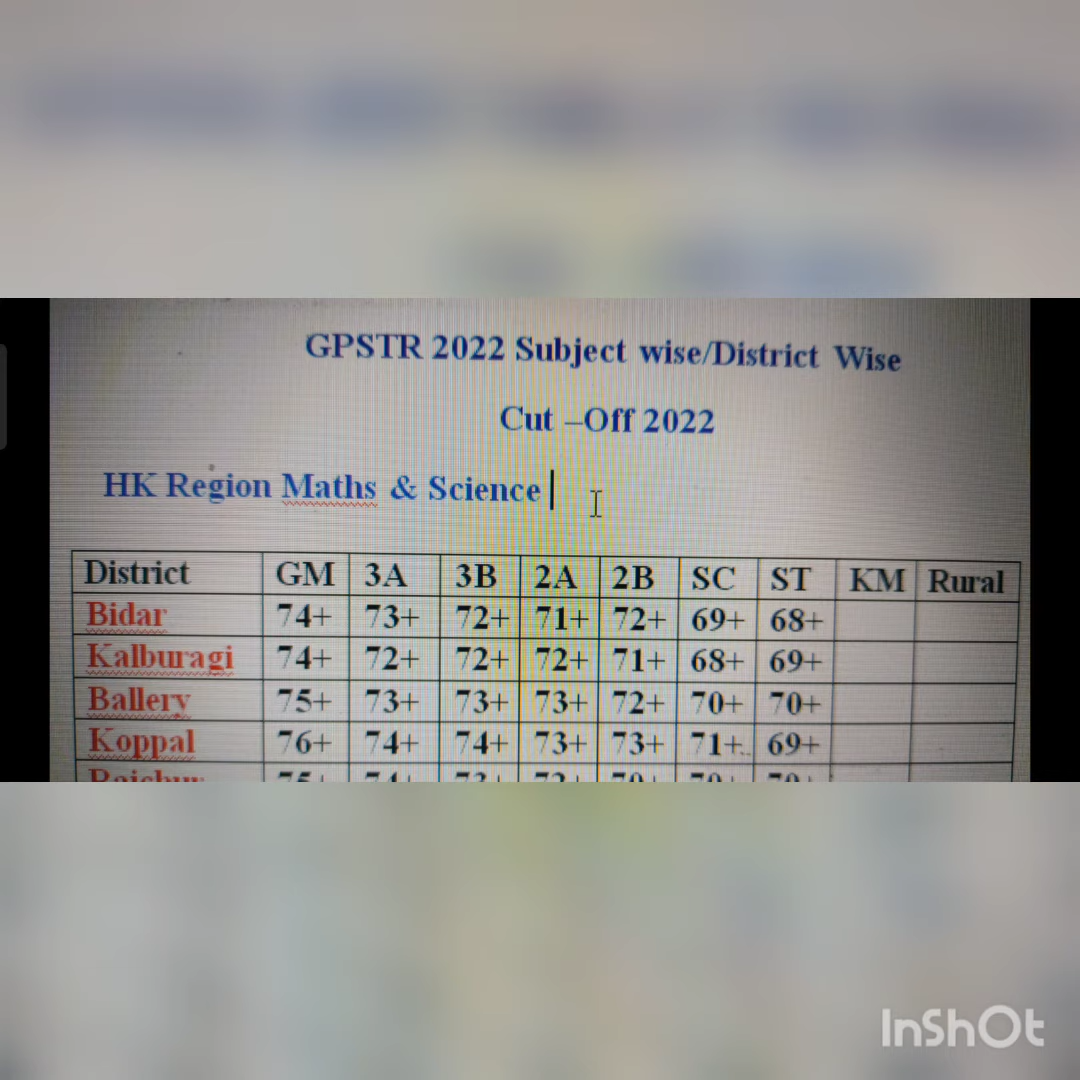 GPSTR 2022 Subject wise/District Wise
Cut –Off 2022
HK Region Maths & Science
District GM 3A 3B 2A 2B SC ST KM Rural
Bidar 74+ 73+ 72+ 71+ 72+ 69+ 68+
Kalburagi 74+ 72+ 72+ 72+ 71+ 68+ 69+
Ballery 75+ 73+ 73+ 73+ 72+ 70+ 70+
Koppal 76+ 74+ 74+ 73+ 73+ 71+ 69+
InShOt